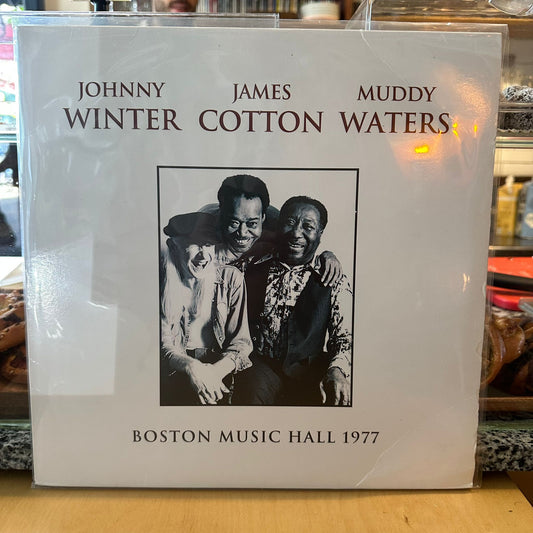 JOHNNY JAMES MUDDY
WINTER COTTON WATERS
BOSTON MUSIC HALL 1977